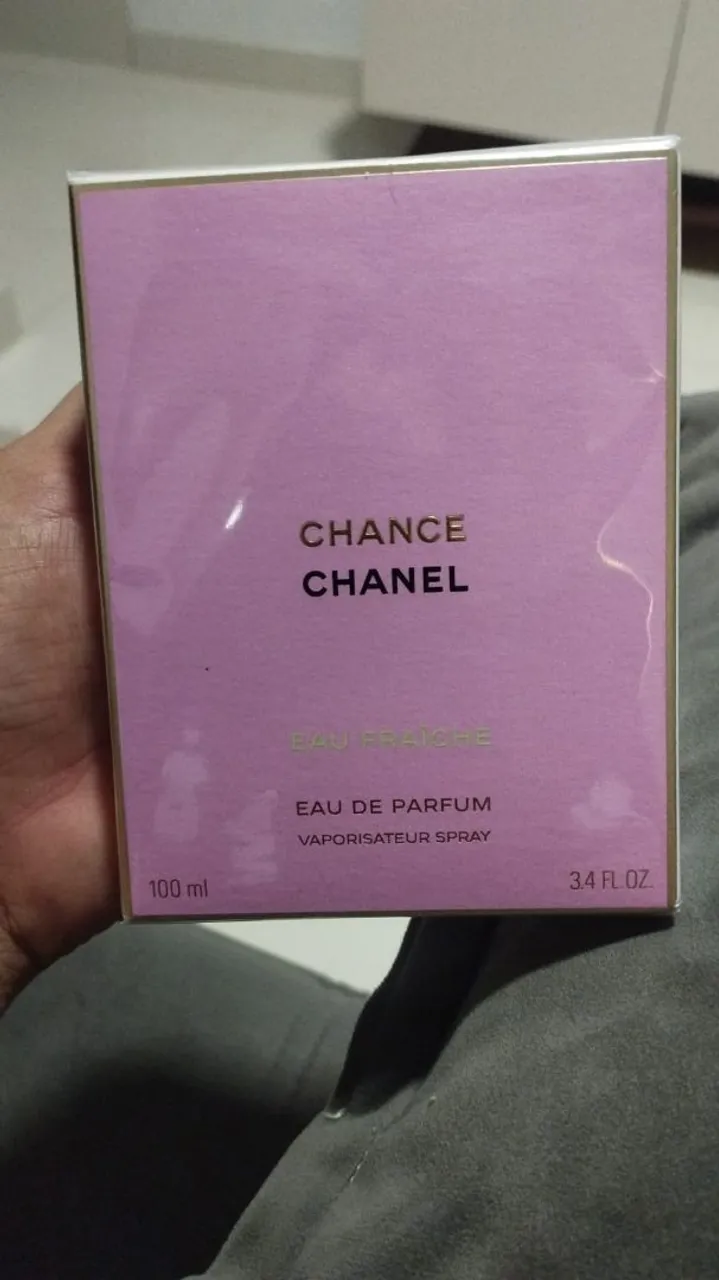 CHANCE
CHANEL
EAU FRAÎCHE
EAU DE PARFUM
VAPORISATEUR SPRAY
100 ml
3.4 FL.OZ.